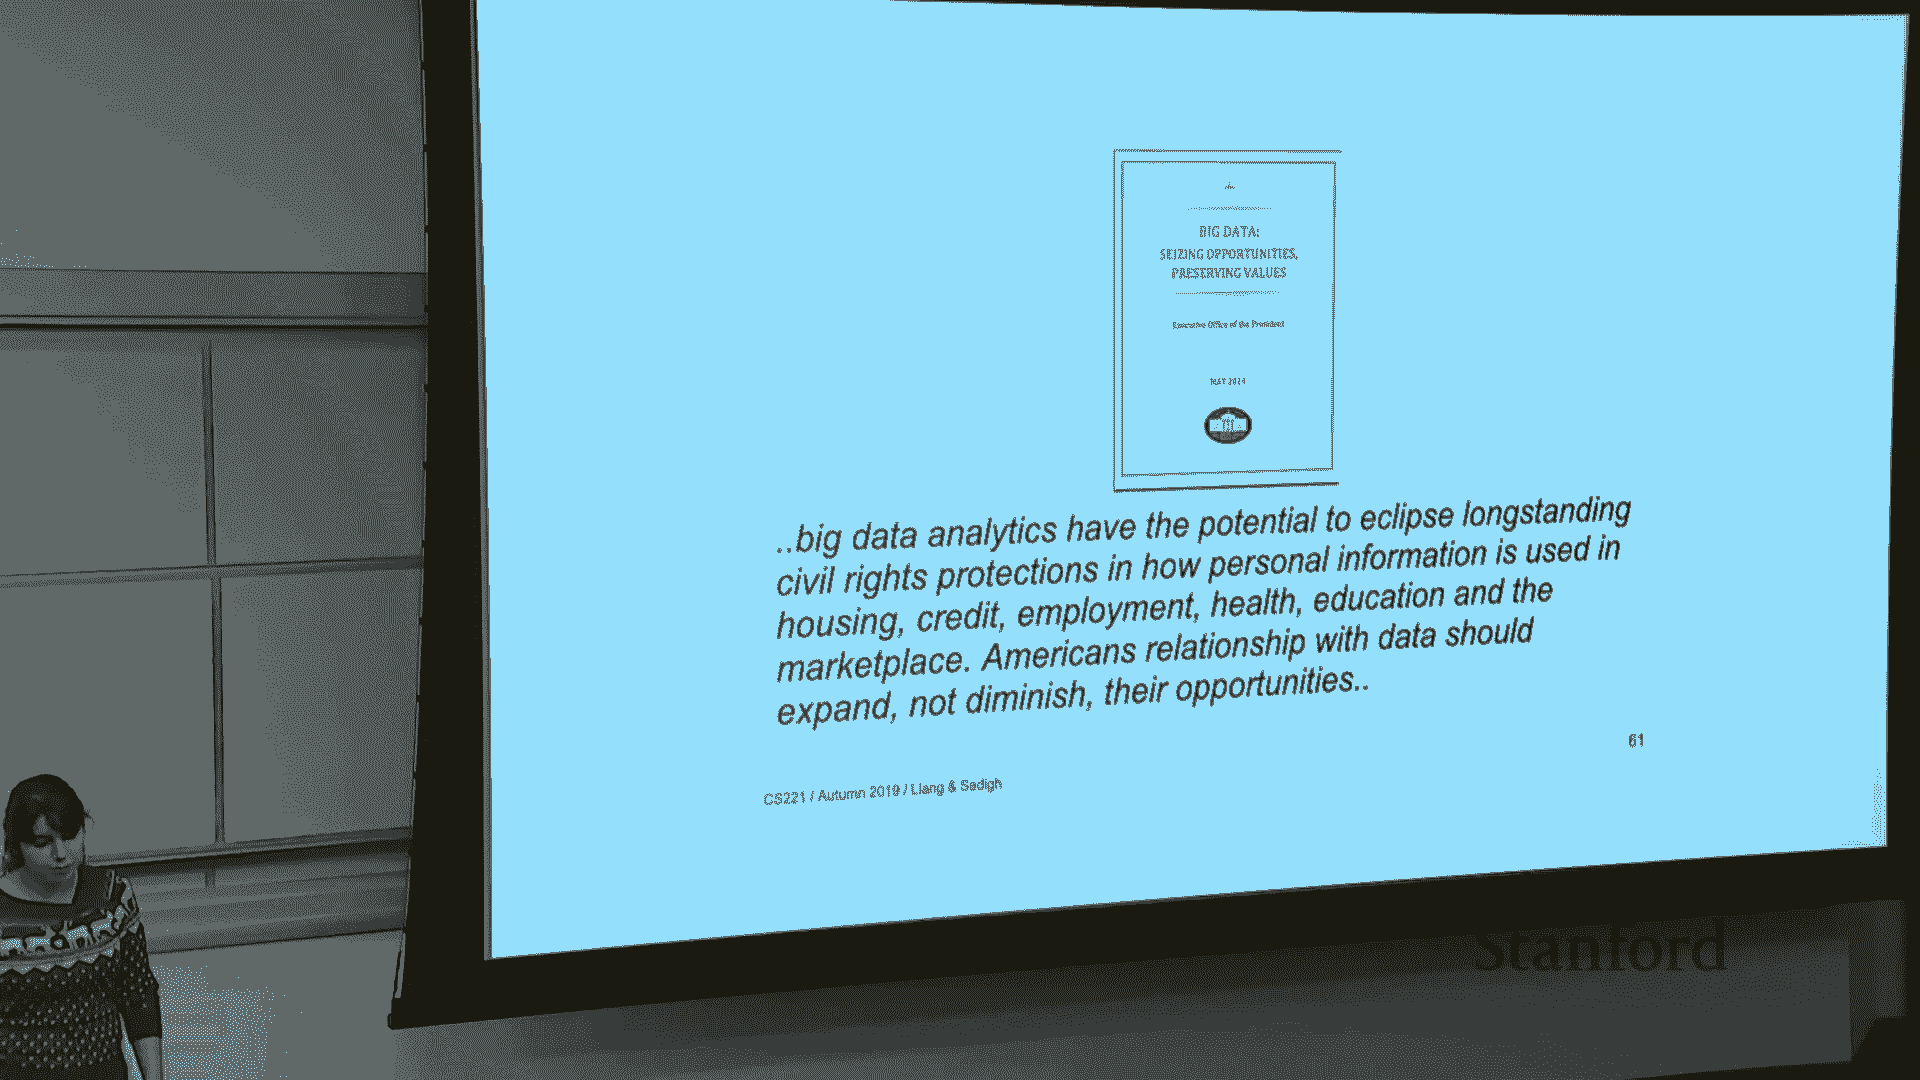 BIG DATA:
SEIZING OPPORTUNITIES,
PRESERVING VALUES
Executive Office of the President
MAY 2014
..big data analytics have the potential to eclipse longstanding
civil rights protections in how personal information is used in
housing, credit, employment, health, education and the
marketplace. Americans relationship with data should
expand, not diminish, their opportunities..
61
CS221 / Autumn 2019 / Liang & Sadigh
Stanford